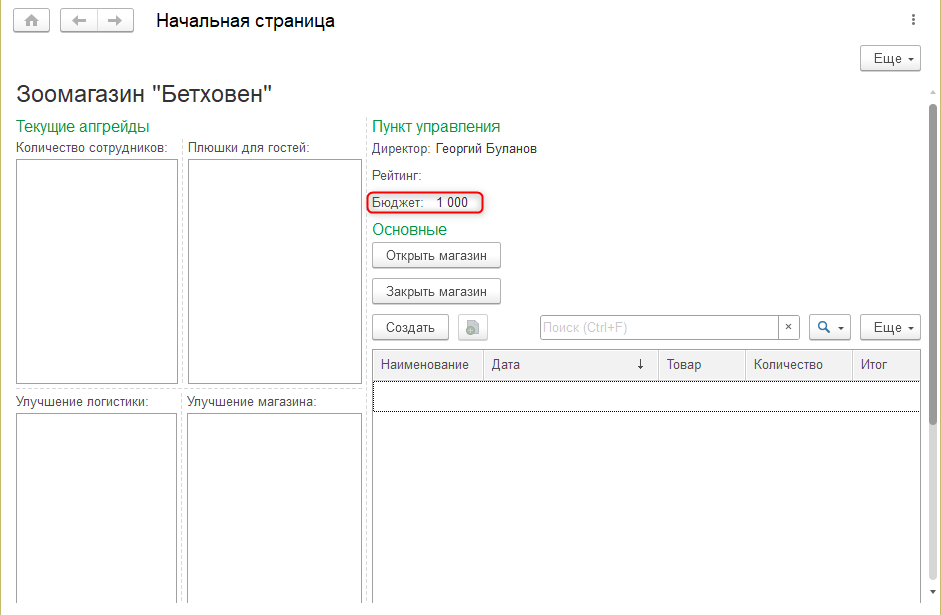 Начальная страница
Еще
Зоомагазин "Бетховен"
Текущие апгрейды
Количество сотрудников:
Плюшки для гостей:
Улучшение логистики:
Улучшение магазина:
Пункт управления
Директор: Георгий Буланов
Рейтинг:
Бюджет: 1 000
Основные
Открыть магазин
Закрыть магазин
Создать
Поиск (Ctrl+F)
×
Еще
Наименование Дата ↓ Товар Количество Итог